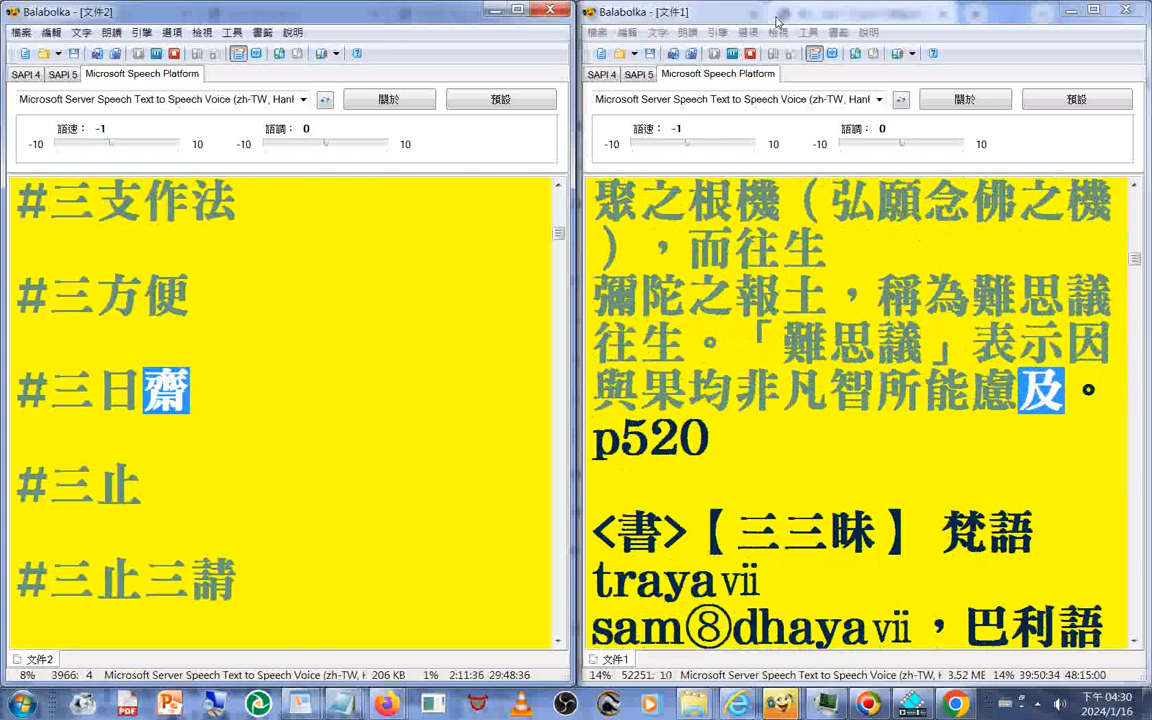 Balabolka - [文件2]
檔案 編輯 文字 朗讀 引擎 選項 檢視 工具 書籤 說明
SAPI 4 SAPI 5 Microsoft Speech Platform
Microsoft Server Speech Text to Speech Voice (zh-TW, Hanl
關於 預設
語速： -1 語調： 0
-10 10 -10 10
#三支作法
#三方便
#三日齋
#三止
#三止三請
文件2
8% 3966: 4 Microsoft Server Speech Text to Speech Voice (zh-TW, H 206 KB 1% 2:11:36 29:48:36
Balabolka - [文件1]
檔案 編輯 文字 朗讀 引擎 選項 檢視 工具 書籤 說明
SAPI 4 SAPI 5 Microsoft Speech Platform
Microsoft Server Speech Text to Speech Voice (zh-TW, Hanl
關於 預設
語速： -1 語調： 0
-10 10 -10 10
聚之根機（弘願念佛之機
），而往生
彌陀之報土，稱為難思議
往生。「難思議」表示因
與果均非凡智所能慮及。
p520
<書>【三三昧】 梵語
trayaⅶ
sam⑧dhayaⅶ，巴利語
文件1
14% 52251: 10 Microsoft Server Speech Text to Speech Voice (zh-TW, H 3.52 ME 14% 39:50:34 48:15:00
下午 04:30
2024/1/16